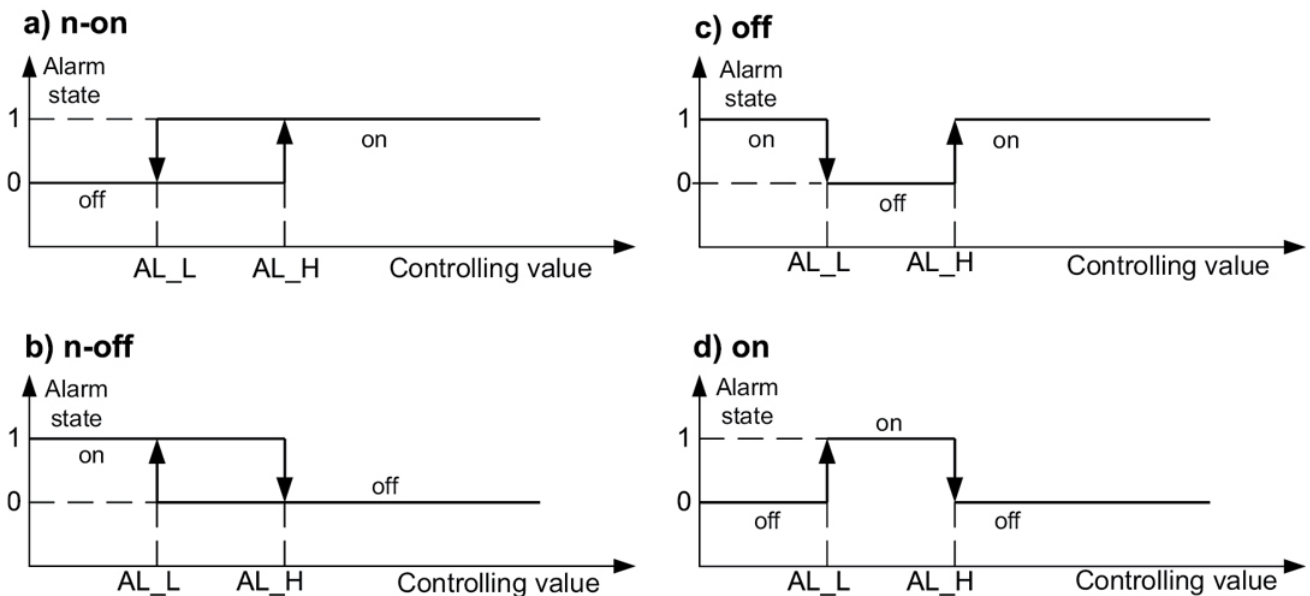 a) n-on
Alarm
state
1
on
0
off
AL_L
AL_H
Controlling value
c) off
Alarm
state
1
on
on
0
off
AL_L
AL_H
Controlling value
b) n-off
Alarm
state
1
on
off
0
AL_L
AL_H
Controlling value
d) on
Alarm
state
on
1
0
off
off
AL_L
AL_H
Controlling value